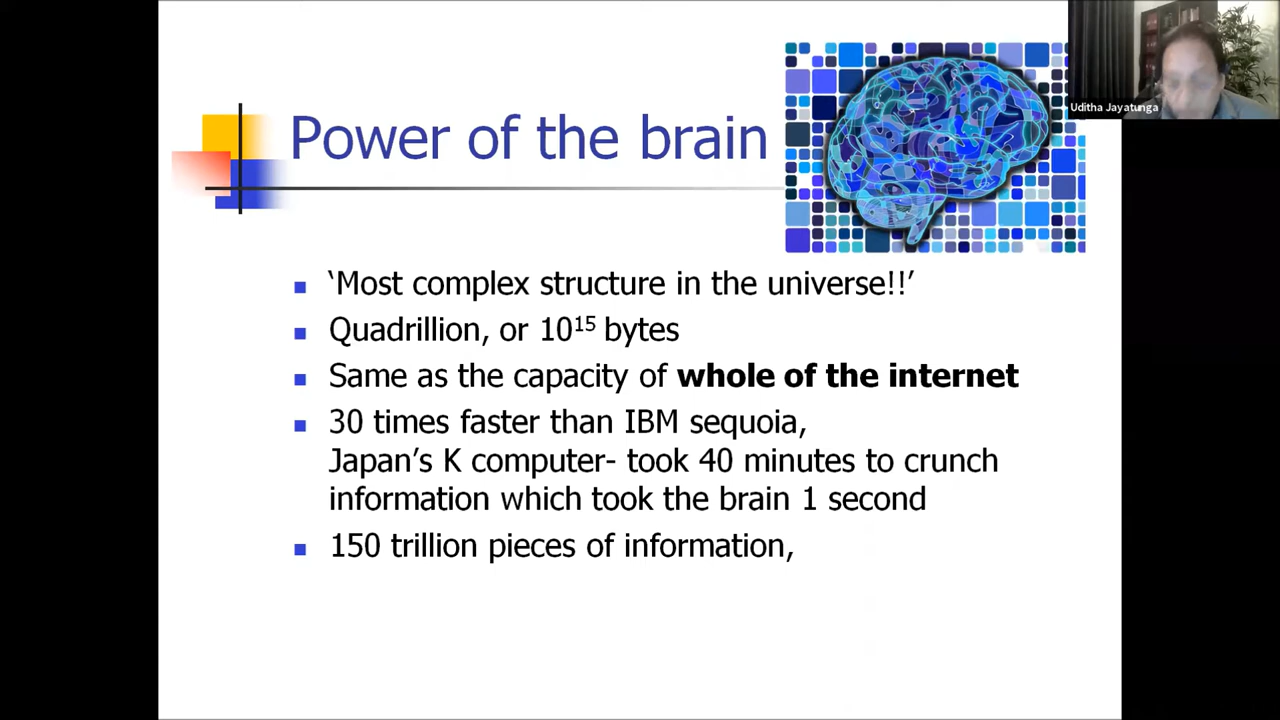 Uditha Jayatunga
Power of the brain
‘Most complex structure in the universe!!’
Quadrillion, or 10¹⁵ bytes
Same as the capacity of whole of the internet
30 times faster than IBM sequoia,
Japan’s K computer- took 40 minutes to crunch
information which took the brain 1 second
150 trillion pieces of information,